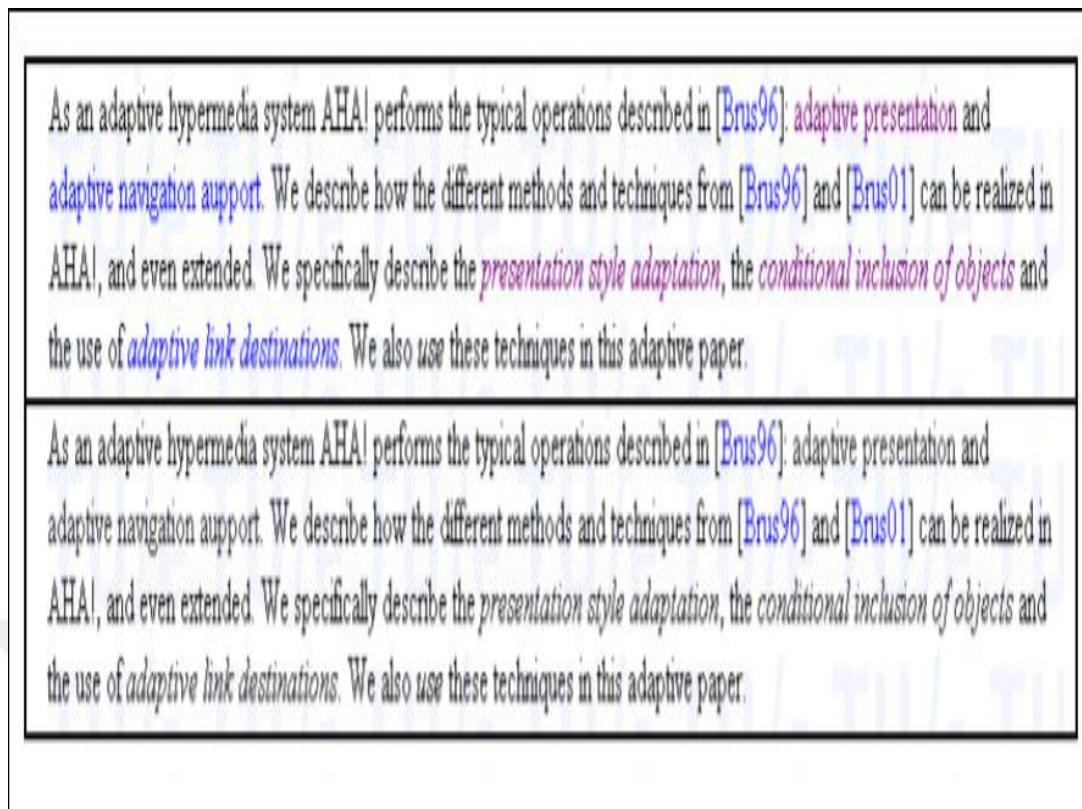 As an adaptive hypermedia system AHA! performs the typical operations described in [Brus96]: adaptive presentation and
adaptive navigation aupport. We describe how the different methods and techniques from [Brus96] and [Brus01] can be realized in
AHA!, and even extended. We specifically describe the presentation style adaptation, the conditional inclusion of objects and
the use of adaptive link destinations. We also use these techniques in this adaptive paper.
As an adaptive hypermedia system AHA! performs the typical operations described in [Brus96]: adaptive presentation and
adaptive navigation aupport. We describe how the different methods and techniques from [Brus96] and [Brus01] can be realized in
AHA!, and even extended. We specifically describe the presentation style adaptation, the conditional inclusion of objects and
the use of adaptive link destinations. We also use these techniques in this adaptive paper.